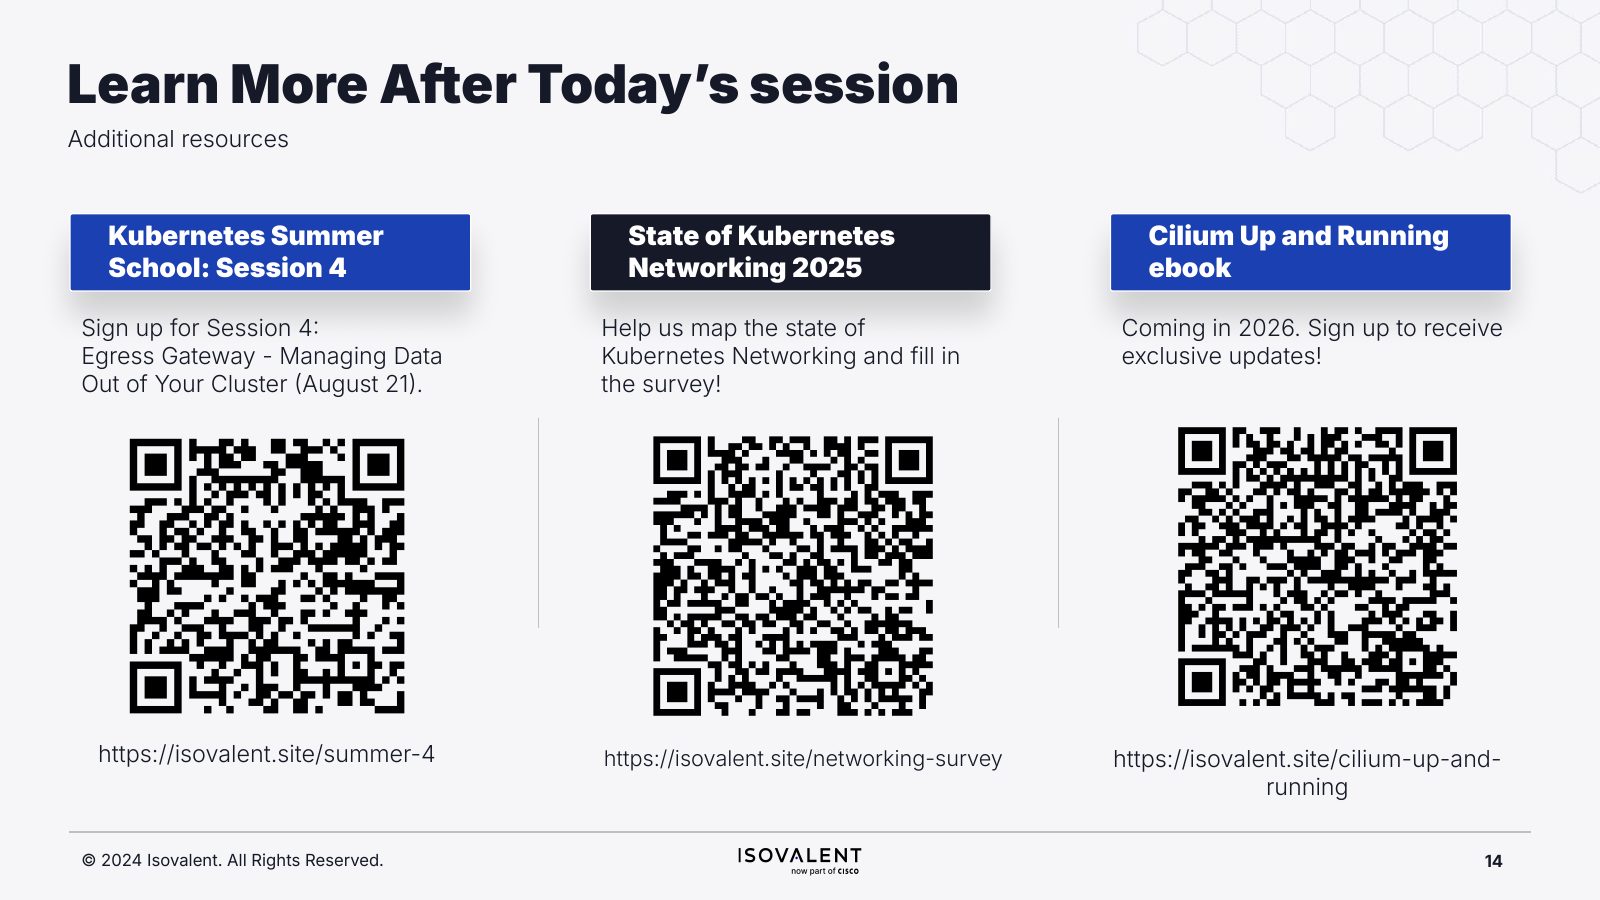 Learn More After Today’s session
Additional resources
Kubernetes Summer
School: Session 4
Sign up for Session 4:
Egress Gateway - Managing Data
Out of Your Cluster (August 21).
https://isovalent.site/summer-4
State of Kubernetes
Networking 2025
Help us map the state of
Kubernetes Networking and fill in
the survey!
https://isovalent.site/networking-survey
Cilium Up and Running
ebook
Coming in 2026. Sign up to receive
exclusive updates!
https://isovalent.site/cilium-up-and-
running
© 2024 Isovalent. All Rights Reserved.
ISOVALENT
now part of CISCO
14